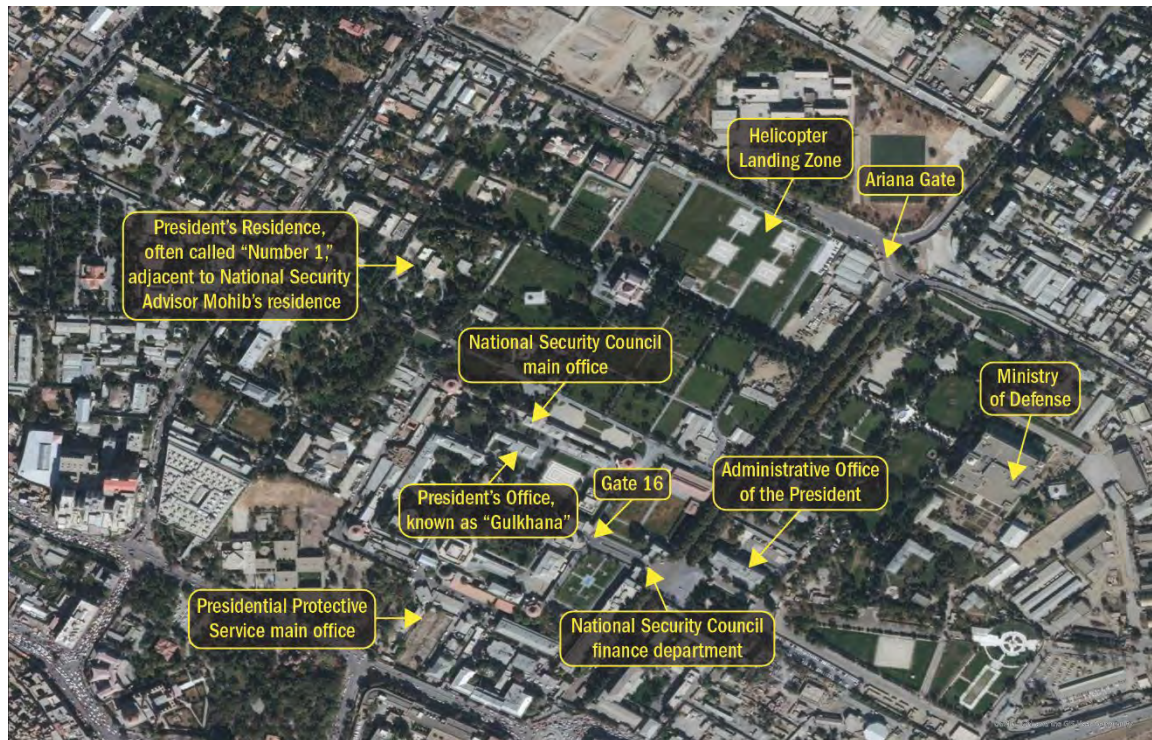 Helicopter
Landing Zone
Ariana Gate
President's Residence,
often called "Number 1,"
adjacent to National Security
Advisor Mohib's residence
National Security Council
main office
Ministry
of Defense
Administrative Office
of the President
Gate 16
President's Office,
known as "Gulkhana"
Presidential Protective
Service main office
National Security Council
finance department